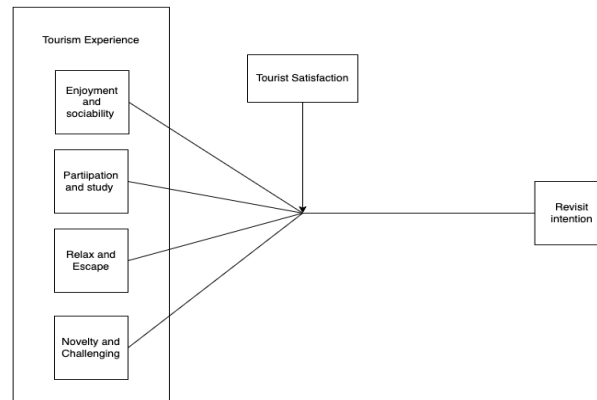 Tourism Experience
Enjoyment
and
sociability
Tourist Satisfaction
Partiipation
and study
Revisit
intention
Relax and
Escape
Novelty and
Challenging